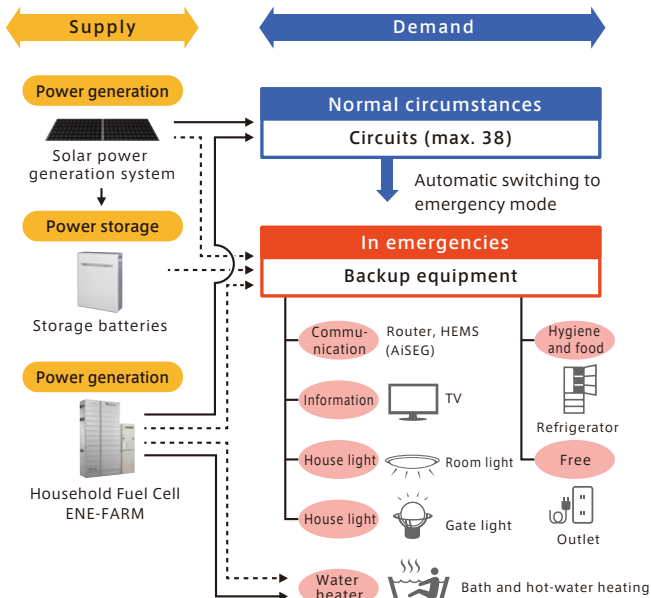 Supply
Demand
Power generation
Solar power
generation system
Power storage
Storage batteries
Power generation
Household Fuel Cell
ENE-FARM
Normal circumstances
Circuits (max. 38)
Automatic switching to
emergency mode
In emergencies
Backup equipment
Commu-
nication
Router, HEMS
(AiSEG)
Information
TV
House light
Room light
House light
Gate light
Hygiene
and food
Refrigerator
Free
Outlet
Water
heater
Bath and hot-water heating